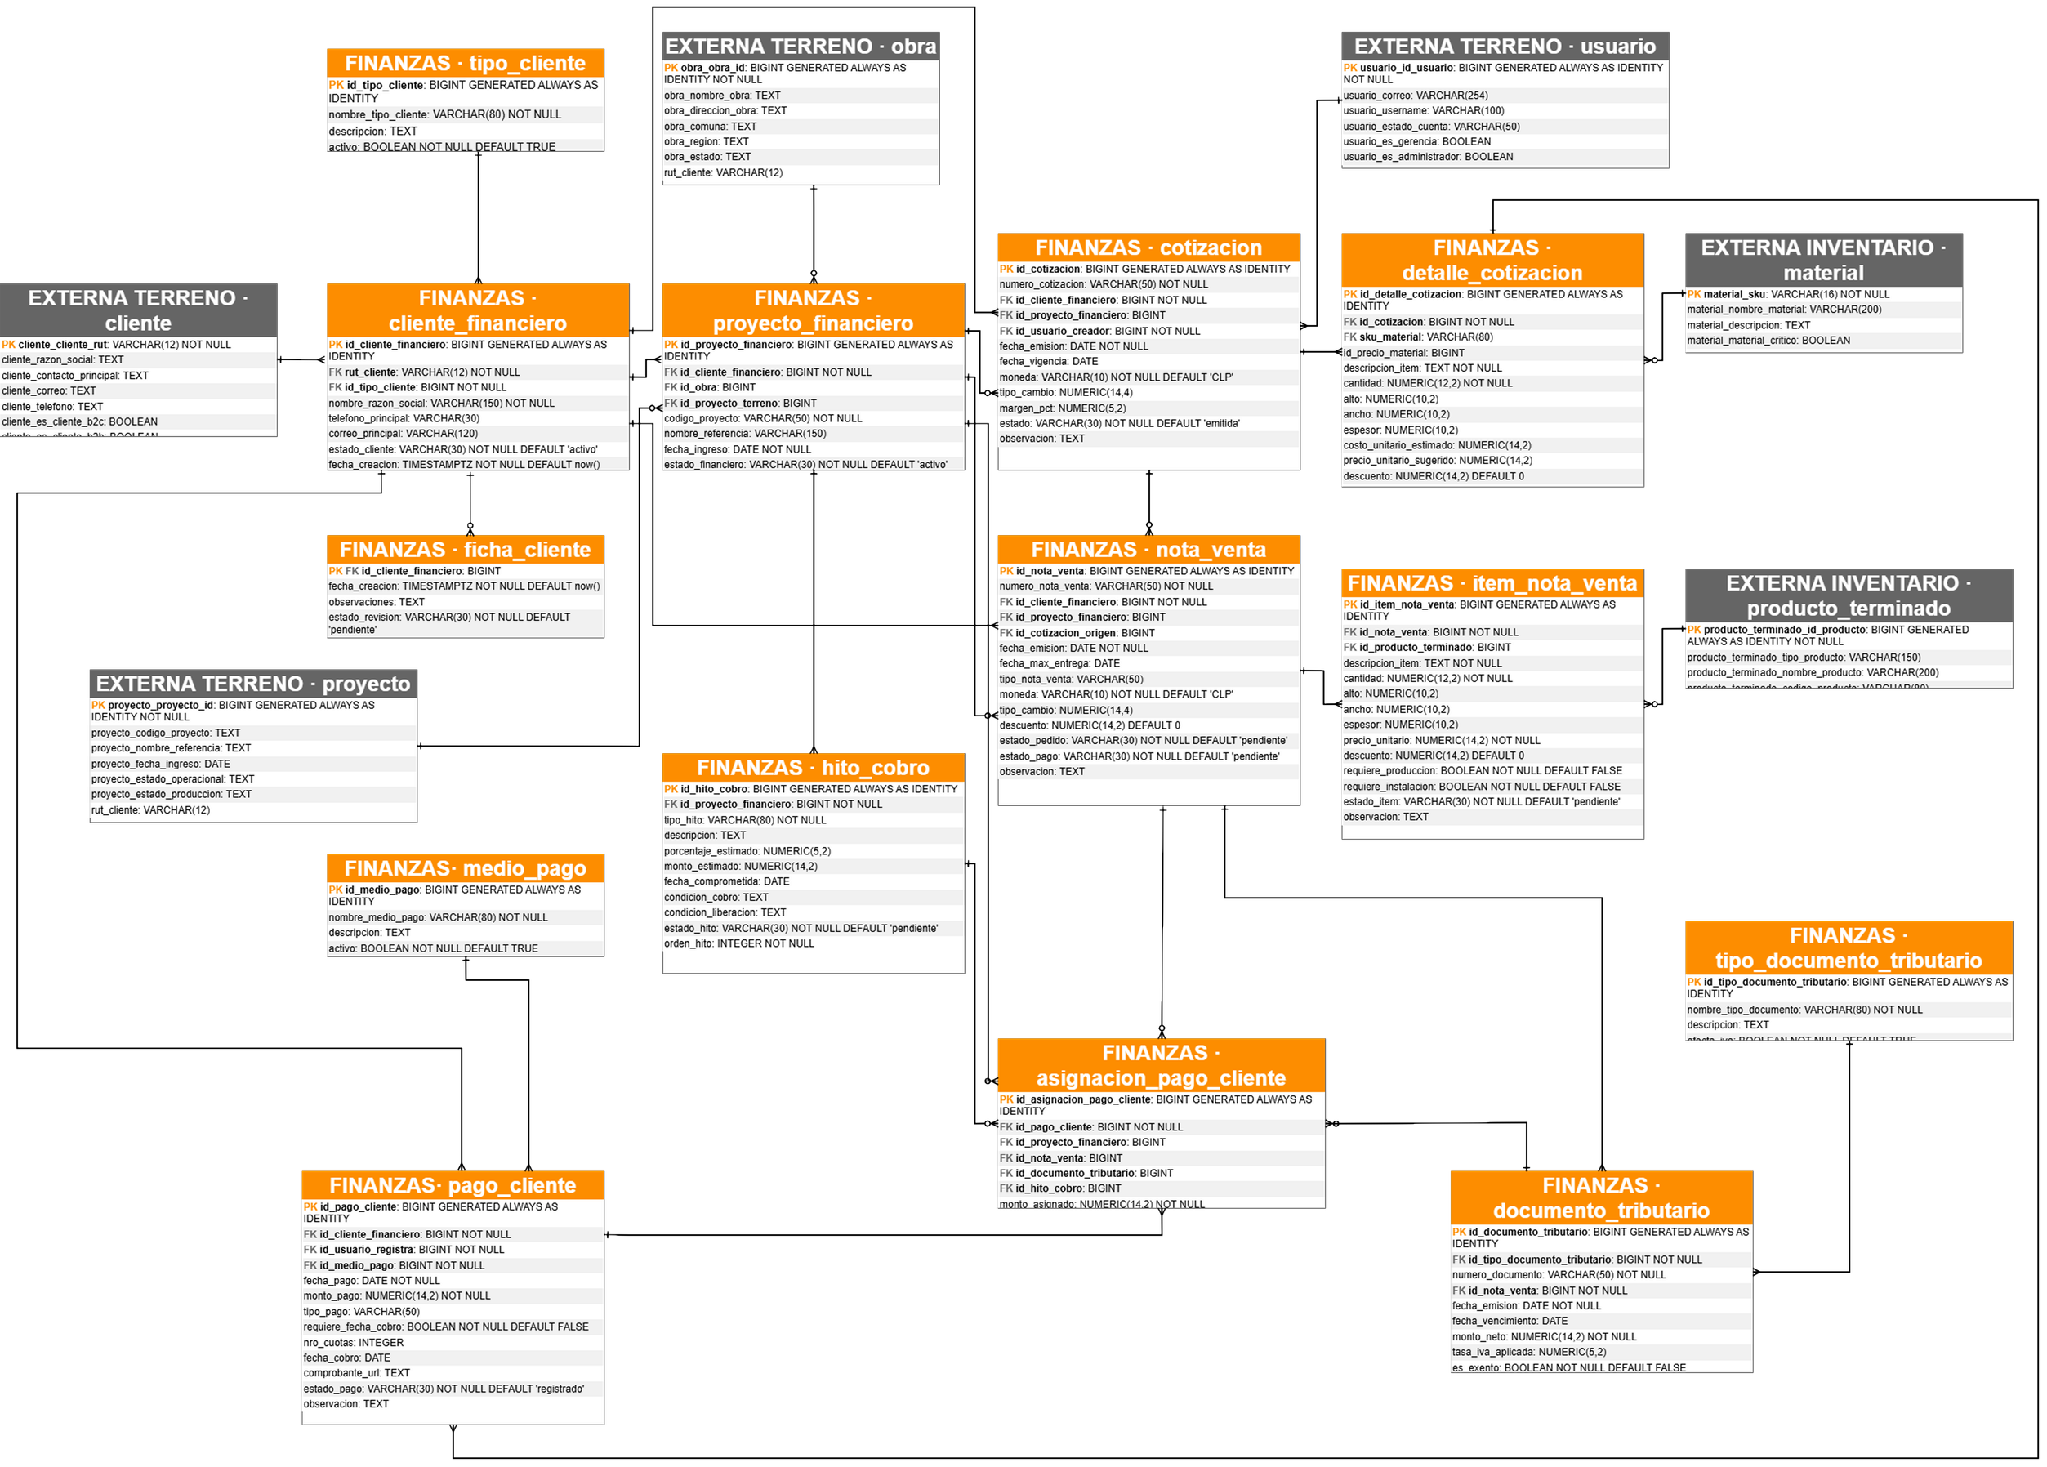 FINANZAS - tipo_cliente
PK id_tipo_cliente: BIGINT GENERATED ALWAYS AS
IDENTITY
nombre_tipo_cliente: VARCHAR(80) NOT NULL
descripcion: TEXT
activo: BOOLEAN NOT NULL DEFAULT TRUE
EXTERNA TERRENO - obra
PK obra_obra_id: BIGINT GENERATED ALWAYS AS
IDENTITY NOT NULL
obra_nombre_obra: TEXT
obra_direccion_obra: TEXT
obra_comuna: TEXT
obra_region: TEXT
obra_estado: TEXT
rut_cliente: VARCHAR(12)
EXTERNA TERRENO - usuario
PK usuario_id_usuario: BIGINT GENERATED ALWAYS AS IDENTITY
NOT NULL
usuario_correo: VARCHAR(254)
usuario_username: VARCHAR(100)
usuario_estado_cuenta: VARCHAR(50)
usuario_es_gerencia: BOOLEAN
usuario_es_administrador: BOOLEAN
EXTERNA TERRENO -
cliente
PK cliente_cliente_rut: VARCHAR(12) NOT NULL
cliente_razon_social: TEXT
cliente_contacto_principal: TEXT
cliente_correo: TEXT
cliente_telefono: TEXT
cliente_es_cliente_b2c: BOOLEAN
cliente_es_cliente_b2b: BOOLEAN
FINANZAS -
cliente_financiero
PK id_cliente_financiero: BIGINT GENERATED ALWAYS AS
IDENTITY
FK rut_cliente: VARCHAR(12) NOT NULL
FK id_tipo_cliente: BIGINT NOT NULL
nombre_razon_social: VARCHAR(150) NOT NULL
telefono_principal: VARCHAR(30)
correo_principal: VARCHAR(120)
estado_cliente: VARCHAR(30) NOT NULL DEFAULT 'activo'
fecha_creacion: TIMESTAMPTZ NOT NULL DEFAULT now()
FINANZAS -
proyecto_financiero
PK id_proyecto_financiero: BIGINT GENERATED ALWAYS AS
IDENTITY
FK id_cliente_financiero: BIGINT NOT NULL
FK id_obra: BIGINT
FK id_proyecto_terreno: BIGINT
codigo_proyecto: VARCHAR(50) NOT NULL
nombre_referencia: VARCHAR(150)
fecha_ingreso: DATE NOT NULL
estado_financiero: VARCHAR(30) NOT NULL DEFAULT 'activo'
FINANZAS - cotizacion
PK id_cotizacion: BIGINT GENERATED ALWAYS AS IDENTITY
numero_cotizacion: VARCHAR(50) NOT NULL
FK id_cliente_financiero: BIGINT NOT NULL
FK id_proyecto_financiero: BIGINT
FK id_usuario_creador: BIGINT NOT NULL
fecha_emision: DATE NOT NULL
fecha_vigencia: DATE
moneda: VARCHAR(10) NOT NULL DEFAULT 'CLP'
tipo_cambio: NUMERIC(14,4)
margen_pct: NUMERIC(5,2)
estado: VARCHAR(30) NOT NULL DEFAULT 'emitida'
observacion: TEXT
FINANZAS -
detalle_cotizacion
PK id_detalle_cotizacion: BIGINT GENERATED ALWAYS AS
IDENTITY
FK id_cotizacion: BIGINT NOT NULL
FK sku_material: VARCHAR(80)
id_precio_material: BIGINT
descripcion_item: TEXT NOT NULL
cantidad: NUMERIC(12,2) NOT NULL
alto: NUMERIC(10,2)
ancho: NUMERIC(10,2)
espesor: NUMERIC(10,2)
costo_unitario_estimado: NUMERIC(14,2)
precio_unitario_sugerido: NUMERIC(14,2)
descuento: NUMERIC(14,2) DEFAULT 0
EXTERNA INVENTARIO -
material
PK material_sku: VARCHAR(16) NOT NULL
material_nombre_material: VARCHAR(200)
material_descripcion: TEXT
material_material_critico: BOOLEAN
FINANZAS - ficha_cliente
PK FK id_cliente_financiero: BIGINT
fecha_creacion: TIMESTAMPTZ NOT NULL DEFAULT now()
observaciones: TEXT
estado_revision: VARCHAR(30) NOT NULL DEFAULT
'pendiente'
FINANZAS - nota_venta
PK id_nota_venta: BIGINT GENERATED ALWAYS AS IDENTITY
numero_nota_venta: VARCHAR(50) NOT NULL
FK id_cliente_financiero: BIGINT NOT NULL
FK id_proyecto_financiero: BIGINT
FK id_cotizacion_origen: BIGINT
fecha_emision: DATE NOT NULL
fecha_max_entrega: DATE
tipo_nota_venta: VARCHAR(50)
moneda: VARCHAR(10) NOT NULL DEFAULT 'CLP'
tipo_cambio: NUMERIC(14,4)
descuento: NUMERIC(14,2) DEFAULT 0
estado_pedido: VARCHAR(30) NOT NULL DEFAULT 'pendiente'
estado_pago: VARCHAR(30) NOT NULL DEFAULT 'pendiente'
observacion: TEXT
FINANZAS - item_nota_venta
PK id_item_nota_venta: BIGINT GENERATED ALWAYS AS
IDENTITY
FK id_nota_venta: BIGINT NOT NULL
FK id_producto_terminado: BIGINT
descripcion_item: TEXT NOT NULL
cantidad: NUMERIC(12,2) NOT NULL
alto: NUMERIC(10,2)
ancho: NUMERIC(10,2)
espesor: NUMERIC(10,2)
precio_unitario: NUMERIC(14,2) NOT NULL
descuento: NUMERIC(14,2) DEFAULT 0
requiere_produccion: BOOLEAN NOT NULL DEFAULT FALSE
requiere_instalacion: BOOLEAN NOT NULL DEFAULT FALSE
estado_item: VARCHAR(30) NOT NULL DEFAULT 'pendiente'
observacion: TEXT
EXTERNA INVENTARIO -
producto_terminado
PK producto_terminado_id_producto: BIGINT GENERATED
ALWAYS AS IDENTITY NOT NULL
producto_terminado_tipo_producto: VARCHAR(150)
producto_terminado_nombre_producto: VARCHAR(200)
producto_terminado_codigo_producto: VARCHAR(80)
EXTERNA TERRENO - proyecto
PK proyecto_proyecto_id: BIGINT GENERATED ALWAYS AS
IDENTITY NOT NULL
proyecto_codigo_proyecto: TEXT
proyecto_nombre_referencia: TEXT
proyecto_fecha_ingreso: DATE
proyecto_estado_operacional: TEXT
proyecto_estado_produccion: TEXT
rut_cliente: VARCHAR(12)
FINANZAS - hito_cobro
PK id_hito_cobro: BIGINT GENERATED ALWAYS AS IDENTITY
FK id_proyecto_financiero: BIGINT NOT NULL
tipo_hito: VARCHAR(80) NOT NULL
descripcion: TEXT
porcentaje_estimado: NUMERIC(5,2)
monto_estimado: NUMERIC(14,2)
fecha_comprometida: DATE
condicion_cobro: TEXT
condicion_liberacion: TEXT
estado_hito: VARCHAR(30) NOT NULL DEFAULT 'pendiente'
orden_hito: INTEGER NOT NULL
FINANZAS- medio_pago
PK id_medio_pago: BIGINT GENERATED ALWAYS AS
IDENTITY
nombre_medio_pago: VARCHAR(80) NOT NULL
descripcion: TEXT
activo: BOOLEAN NOT NULL DEFAULT TRUE
FINANZAS -
tipo_documento_tributario
PK id_tipo_documento_tributario: BIGINT GENERATED ALWAYS AS
IDENTITY
nombre_tipo_documento: VARCHAR(80) NOT NULL
descripcion: TEXT
afecta_iva: BOOLEAN NOT NULL DEFAULT TRUE
FINANZAS -
asignacion_pago_cliente
PK id_asignacion_pago_cliente: BIGINT GENERATED ALWAYS AS
IDENTITY
FK id_pago_cliente: BIGINT NOT NULL
FK id_proyecto_financiero: BIGINT
FK id_nota_venta: BIGINT
FK id_documento_tributario: BIGINT
FK id_hito_cobro: BIGINT
monto_asignado: NUMERIC(14,2) NOT NULL
FINANZAS- pago_cliente
PK id_pago_cliente: BIGINT GENERATED ALWAYS AS
IDENTITY
FK id_cliente_financiero: BIGINT NOT NULL
FK id_usuario_registra: BIGINT NOT NULL
FK id_medio_pago: BIGINT NOT NULL
fecha_pago: DATE NOT NULL
monto_pago: NUMERIC(14,2) NOT NULL
tipo_pago: VARCHAR(50)
requiere_fecha_cobro: BOOLEAN NOT NULL DEFAULT FALSE
nro_cuotas: INTEGER
fecha_cobro: DATE
comprobante_url: TEXT
estado_pago: VARCHAR(30) NOT NULL DEFAULT 'registrado'
observacion: TEXT
FINANZAS -
documento_tributario
PK id_documento_tributario: BIGINT GENERATED ALWAYS AS
IDENTITY
FK id_tipo_documento_tributario: BIGINT NOT NULL
numero_documento: VARCHAR(50) NOT NULL
FK id_nota_venta: BIGINT NOT NULL
fecha_emision: DATE NOT NULL
fecha_vencimiento: DATE
monto_neto: NUMERIC(14,2) NOT NULL
tasa_iva_aplicada: NUMERIC(5,2)
es_exento: BOOLEAN NOT NULL DEFAULT FALSE